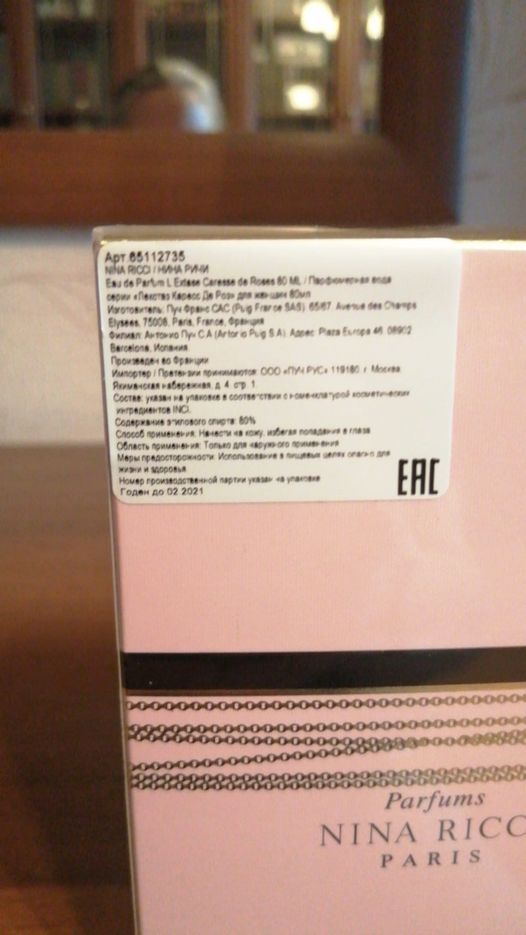 Арт.65112735
NINA RICCI / НИНА РИЧИ
Eau de Parfum L Extase Caresse de Roses 80 ML / Парфюмерная вода
серии «Лекстаз Каресс Де Роз» для женщин 80мл
Изготовитель: Пуч Франс САС (Puig France SAS). 65/67. Avenue des Champs
Elysees, 75008, Paris, France, Франция
Филиал: Антонио Пуч С.А (Antonio Puig S.A). Адрес: Plaza Europa 46. 08902
Barcelona, Испания.
Произведен во Франции
Импортер / Претензии принимаются: ООО «ПУЧ РУС» 119180 г. Москва.
Якиманская набережная, д. 4. стр. 1.
Состав: указан на упаковке в соответствии с номенклатурой косметических
ингредиентов INCI.
Содержание этилового спирта: 80%
Способ применения: Нанести на кожу, избегая попадания в глаза
Область применения: Только для наружного применения
Меры предосторожности: Использование в пищевых целях опасно для
жизни и здоровья
Номер производственной партии указан на упаковке
Годен до 02.2021
EAC
Parfums
NINA RICC
PARIS